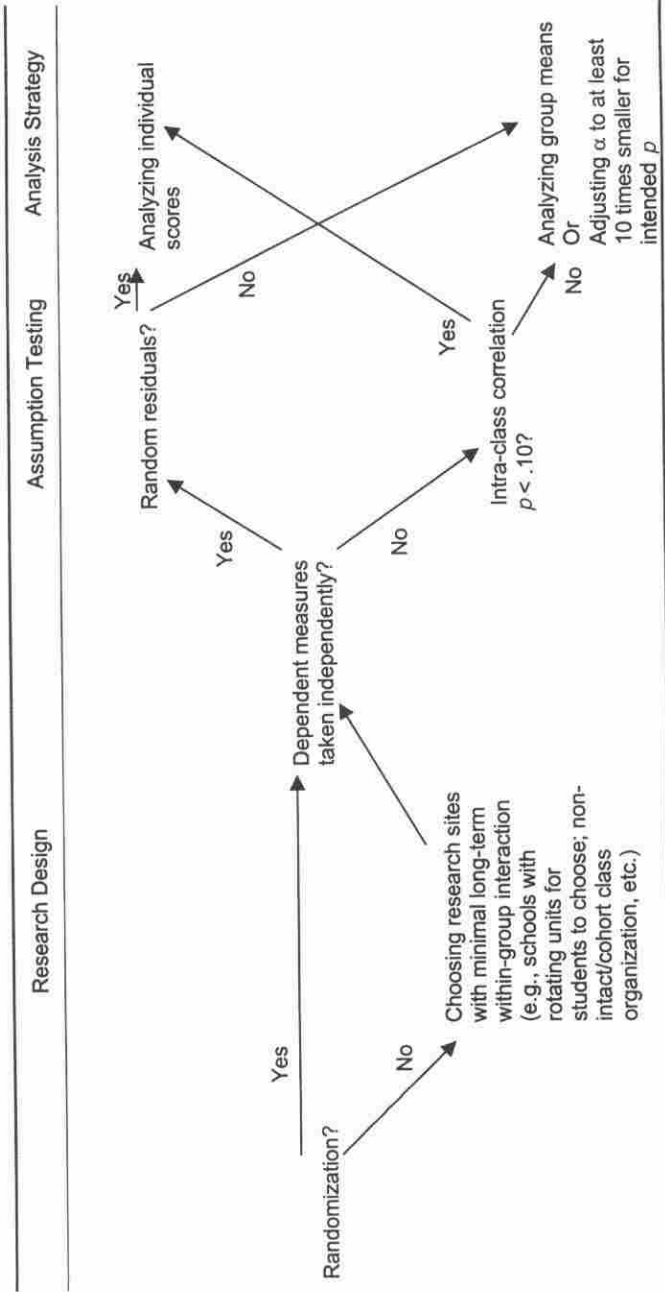 Research Design
Assumption Testing
Analysis Strategy
Randomization?
Yes
No
Choosing research sites
with minimal long-term
within-group interaction
(e.g., schools with
rotating units for
students to choose; non-
intact/cohort class
organization, etc.)
Dependent measures
taken independently?
Yes
No
Random residuals?
Yes
No
Intra-class correlation
p < .10?
Yes
No
Analyzing individual
scores
Analyzing group means
Or
Adjusting α to at least
10 times smaller for
intended p